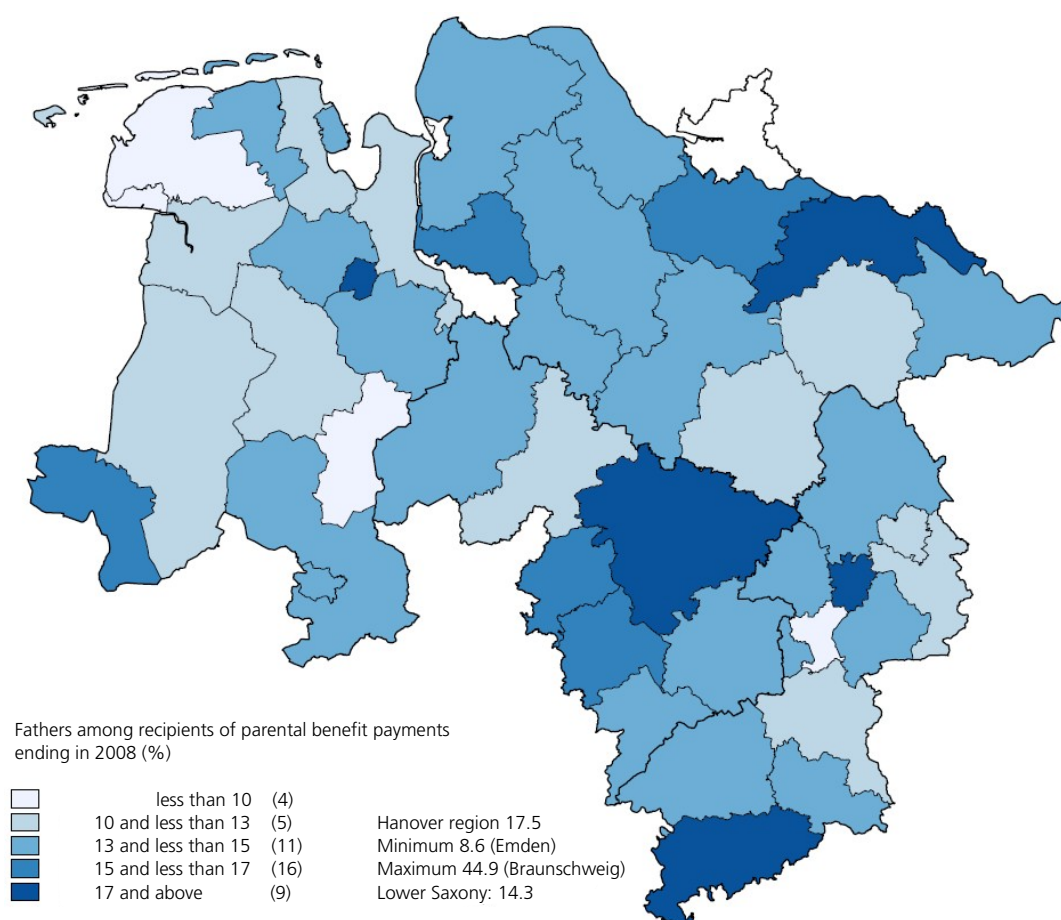 Fathers among recipients of parental benefit payments
ending in 2008 (%)
less than 10 (4)
10 and less than 13 (5) Hanover region 17.5
13 and less than 15 (11) Minimum 8.6 (Emden)
15 and less than 17 (16) Maximum 44.9 (Braunschweig)
17 and above (9) Lower Saxony: 14.3